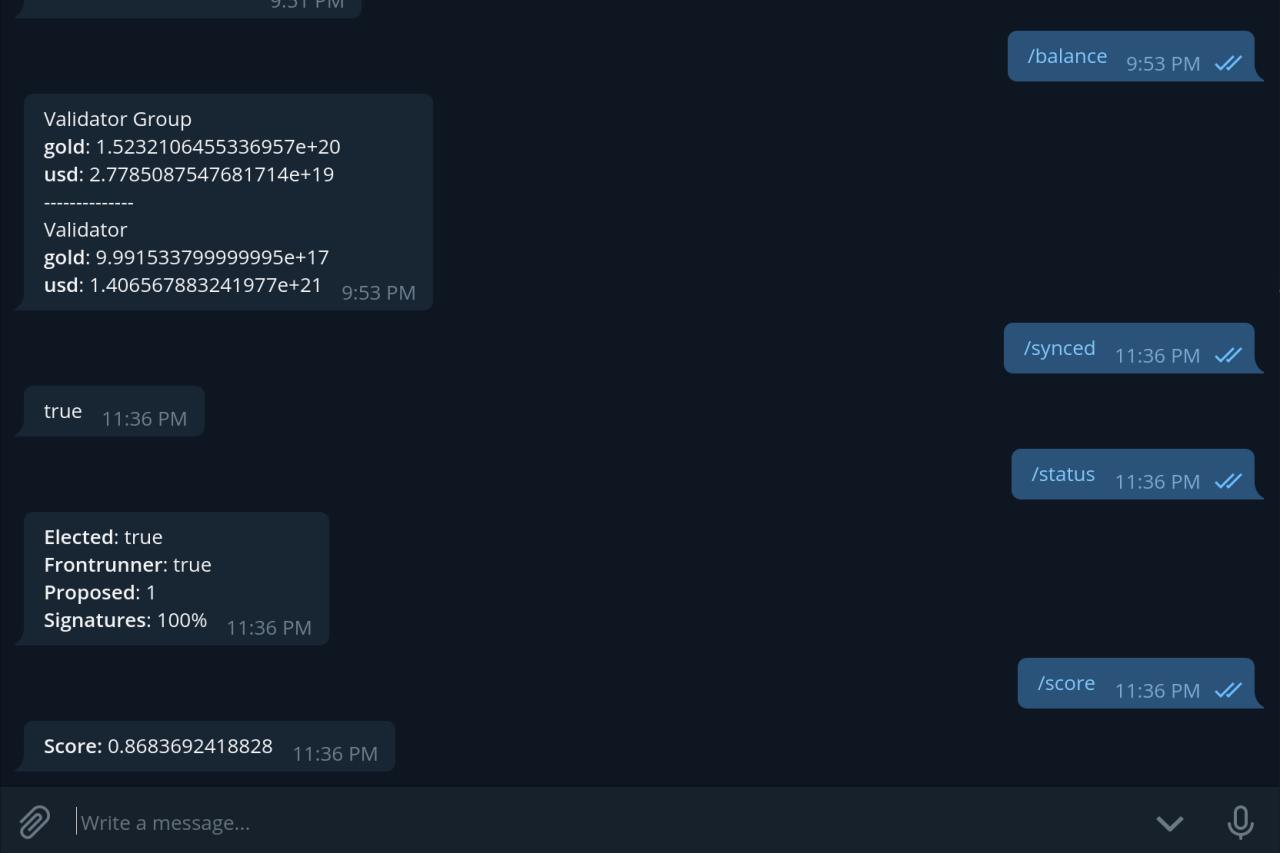 9:51 PM
/balance 9:53 PM
Validator Group
gold: 1.5232106455336957e+20
usd: 2.7785087547681714e+19
--------------
Validator
gold: 9.991533799999995e+17
usd: 1.406567883241977e+21 9:53 PM
/synced 11:36 PM
true 11:36 PM
/status 11:36 PM
Elected: true
Frontrunner: true
Proposed: 1
Signatures: 100% 11:36 PM
/score 11:36 PM
Score: 0.8683692418828 11:36 PM
Write a message...